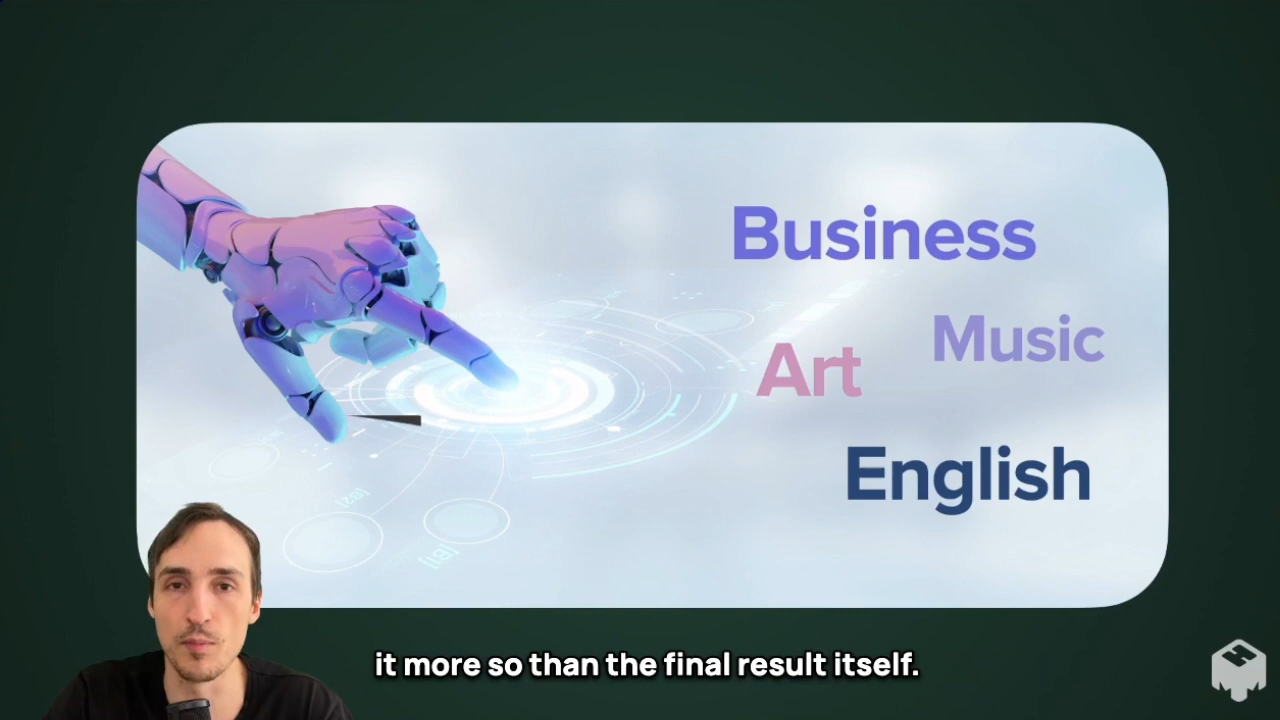 Business
Music
Art
English
it more so than the final result itself.